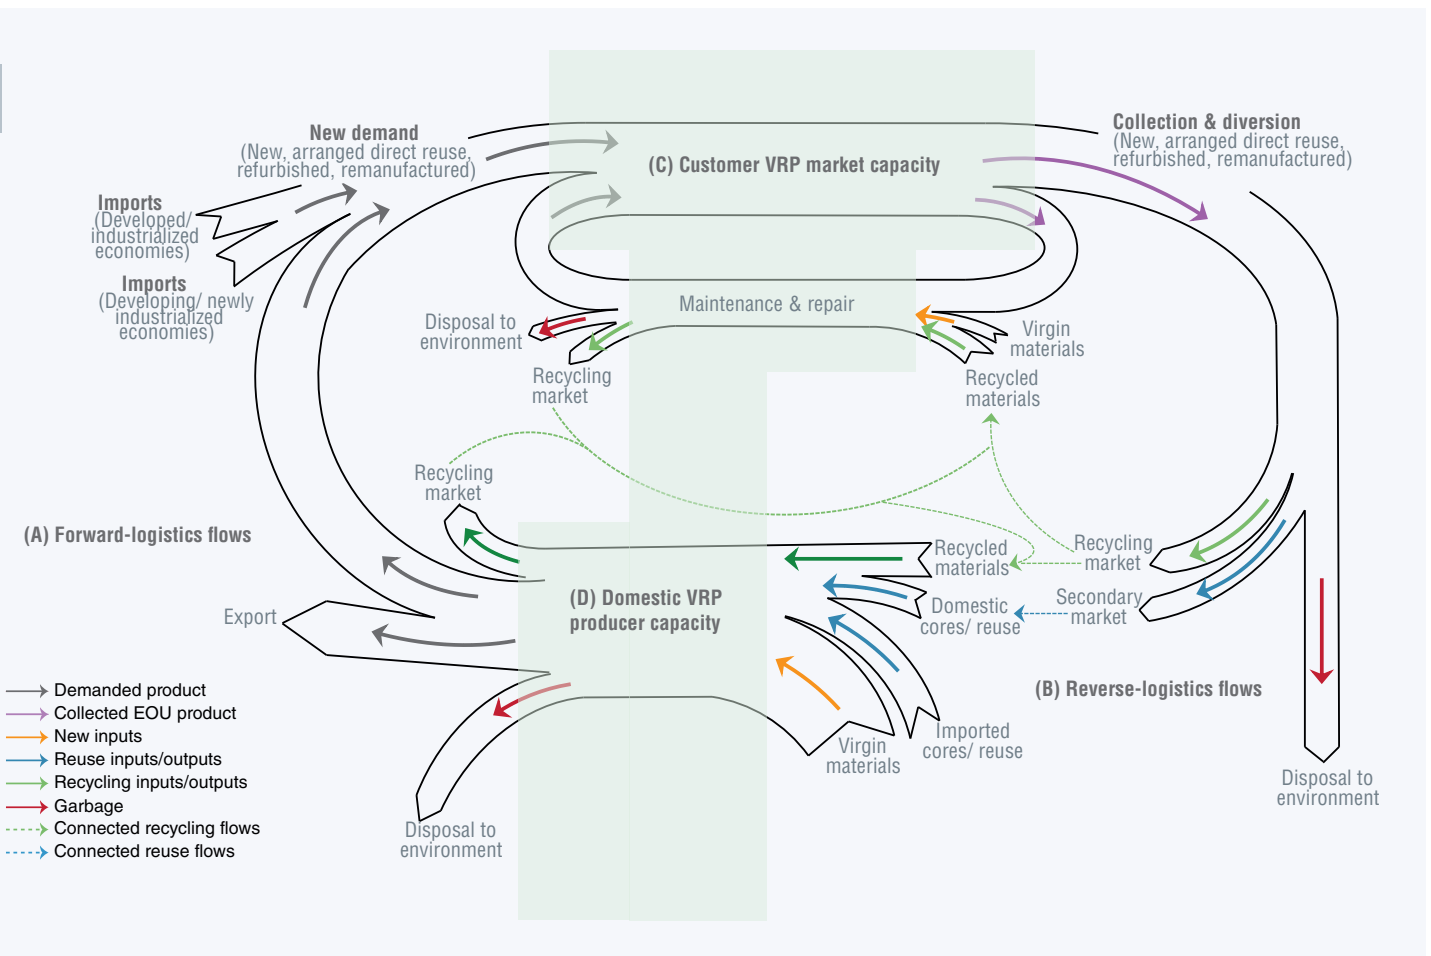 New demand
(New, arranged direct reuse,
refurbished, remanufactured)
Collection & diversion
(New, arranged direct reuse,
refurbished, remanufactured)
(C) Customer VRP market capacity
Imports
(Developed/
industrialized
economies)
Imports
(Developing/ newly
industrialized
economies)
Maintenance & repair
Disposal to
environment
Virgin
materials
Recycling
market
Recycled
materials
Recycling
market
(A) Forward-logistics flows
Recycled
materials
Recycling
market
Export
(D) Domestic VRP
producer capacity
Domestic
cores/ reuse
Secondary
market
(B) Reverse-logistics flows
Imported
cores/ reuse
Virgin
materials
Disposal to
environment
Disposal to
environment
Demanded product
Collected EOU product
New inputs
Reuse inputs/outputs
Recycling inputs/outputs
Garbage
Connected recycling flows
Connected reuse flows